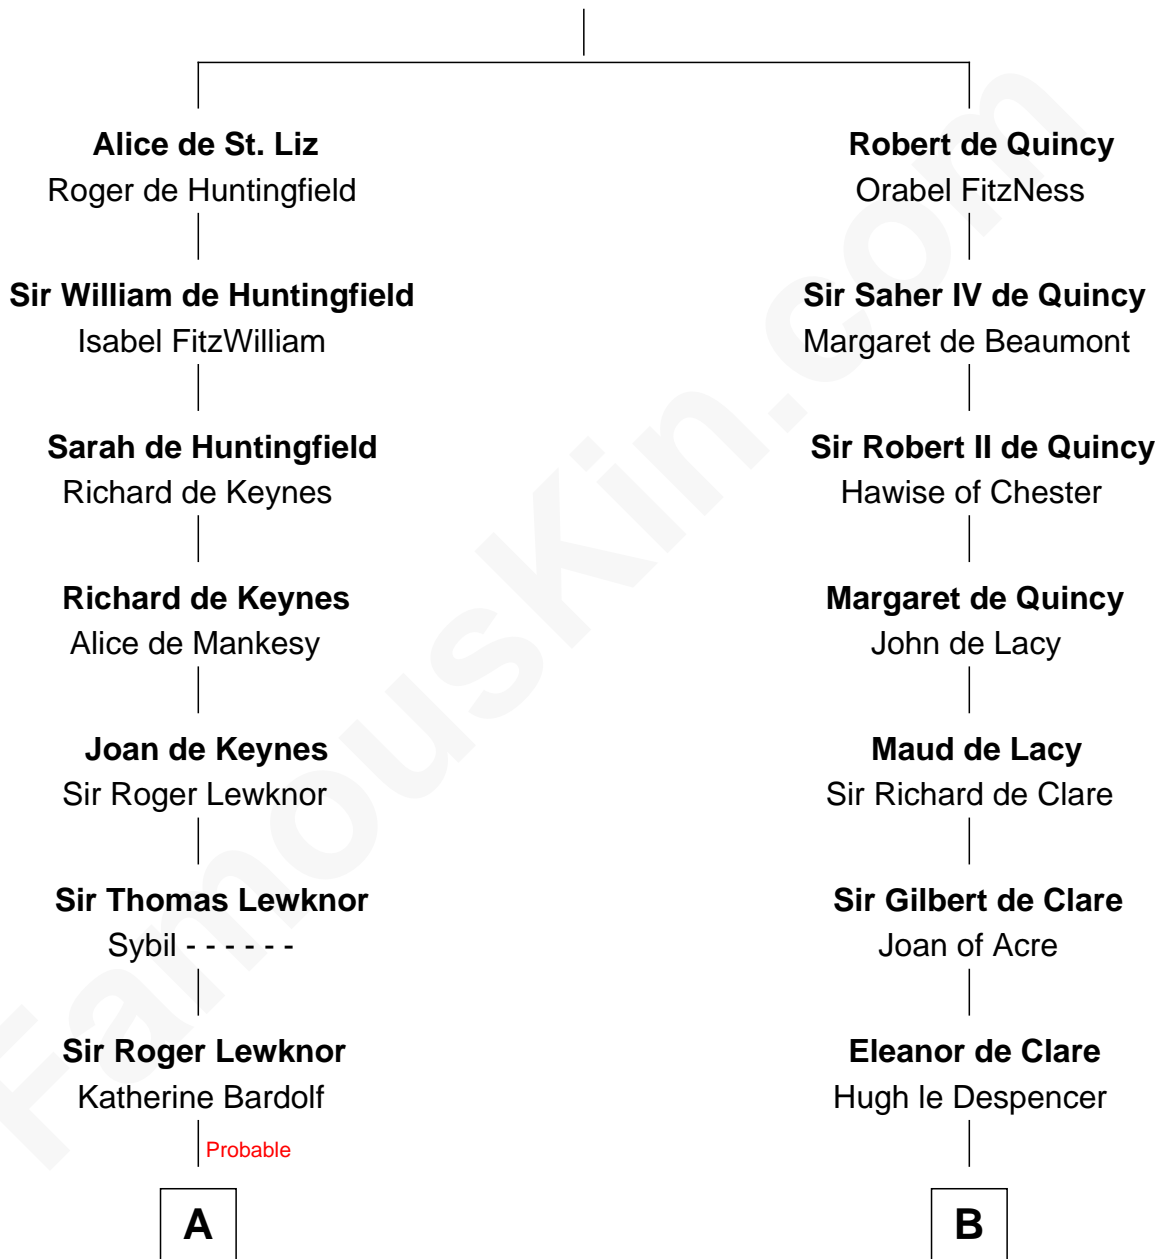 Alice de St. Liz
Roger de Huntingfield
Sir William de Huntingfield
Isabel FitzWilliam
Sarah de Huntingfield
Richard de Keynes
Richard de Keynes
Alice de Mankesy
Joan de Keynes
Sir Roger Lewknor
Sir Thomas Lewknor
Sybil - - - - - -
Sir Roger Lewknor
Katherine Bardolf
Probable
A
Robert de Quincy
Orabel FitzNess
Sir Saher IV de Quincy
Margaret de Beaumont
Sir Robert II de Quincy
Hawise of Chester
Margaret de Quincy
John de Lacy
Maud de Lacy
Sir Richard de Clare
Sir Gilbert de Clare
Joan of Acre
Eleanor de Clare
Hugh le Despencer
B
FamousKin.com